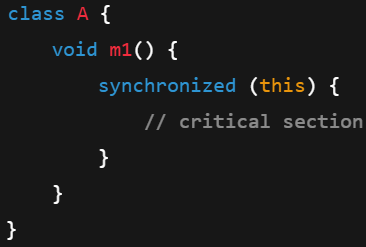 class A {
    void m1() {
        synchronized (this) {
            // critical section
        }
    }
}